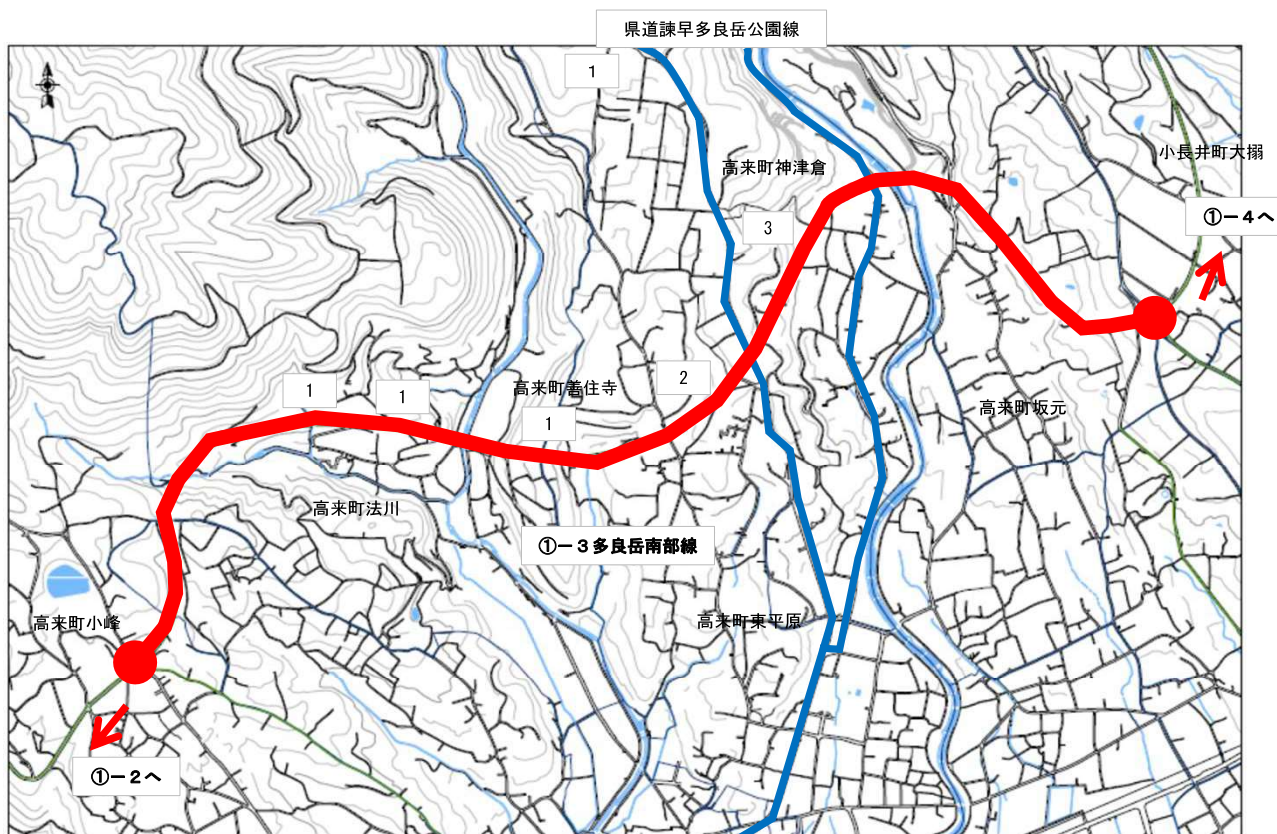 県道諫早多良岳公園線
1
高来町神津倉
小長井町大搦
①－4へ
3
高来町善住寺
2
1
1
1
高来町坂元
高来町法川
①－3多良岳南部線
高来町小峰
高来町東平原
①－2へ